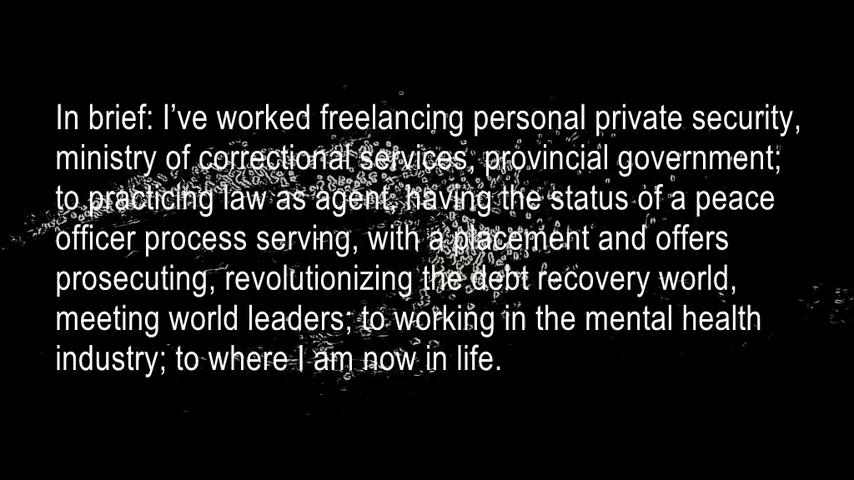 In brief: I’ve worked freelancing personal private security,
ministry of correctional services, provincial government;
to practicing law as agent, having the status of a peace
officer process serving, with a placement and offers
prosecuting, revolutionizing the debt recovery world,
meeting world leaders; to working in the mental health
industry; to where I am now in life.